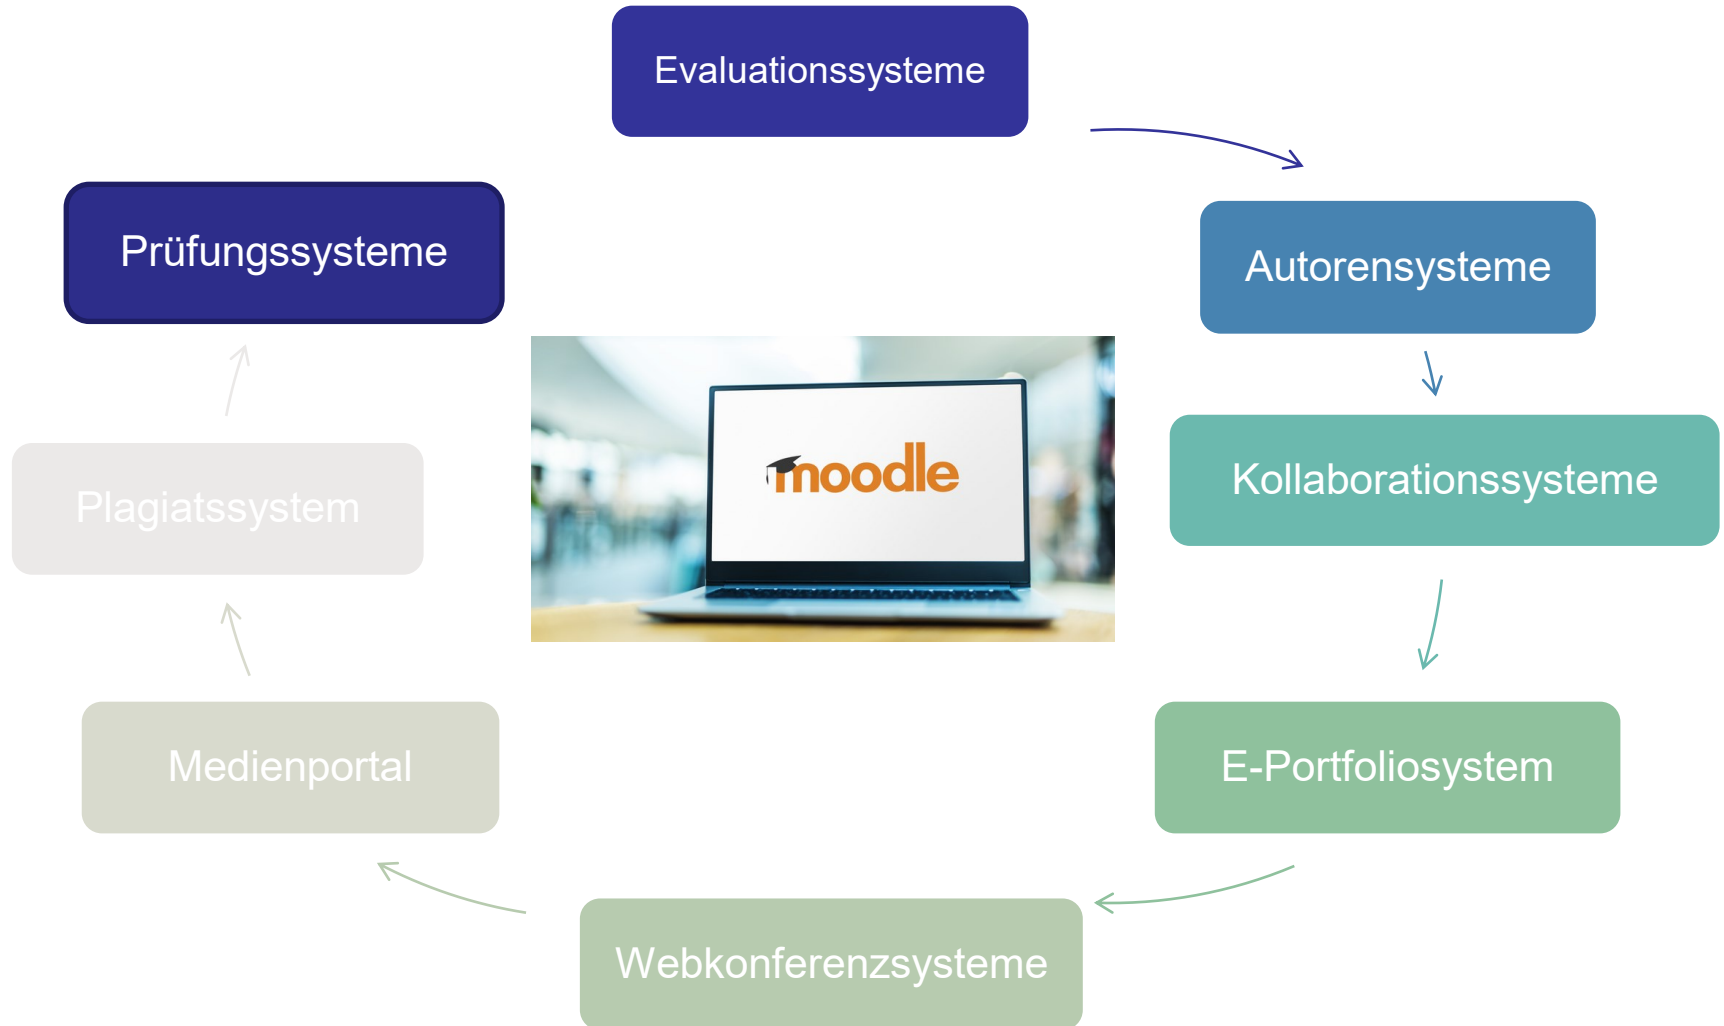 Evaluationssysteme
Prüfungssysteme
Autorensysteme
moodle
Kollaborationssysteme
Plagiatssystem
Medienportal
E-Portfoliosystem
Webkonferenzsysteme